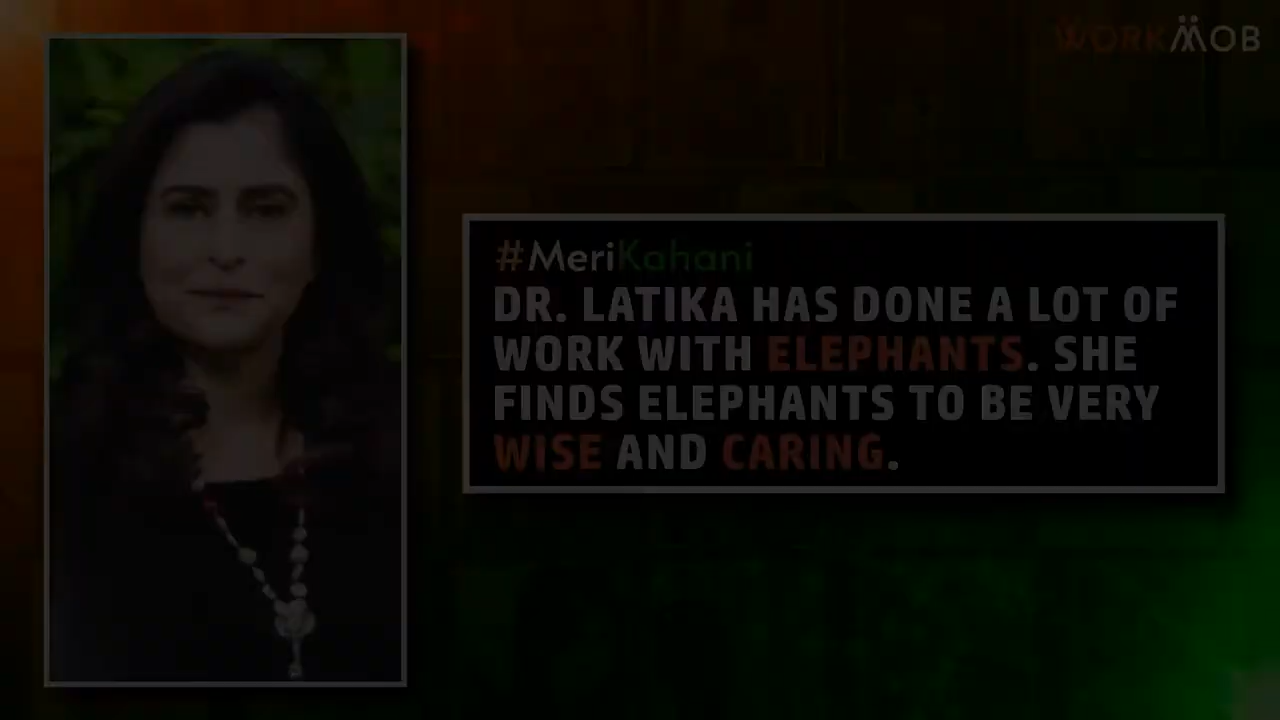 WORKMOB
#MeriKahani
DR. LATIKA HAS DONE A LOT OF
WORK WITH ELEPHANTS. SHE
FINDS ELEPHANTS TO BE VERY
WISE AND CARING.